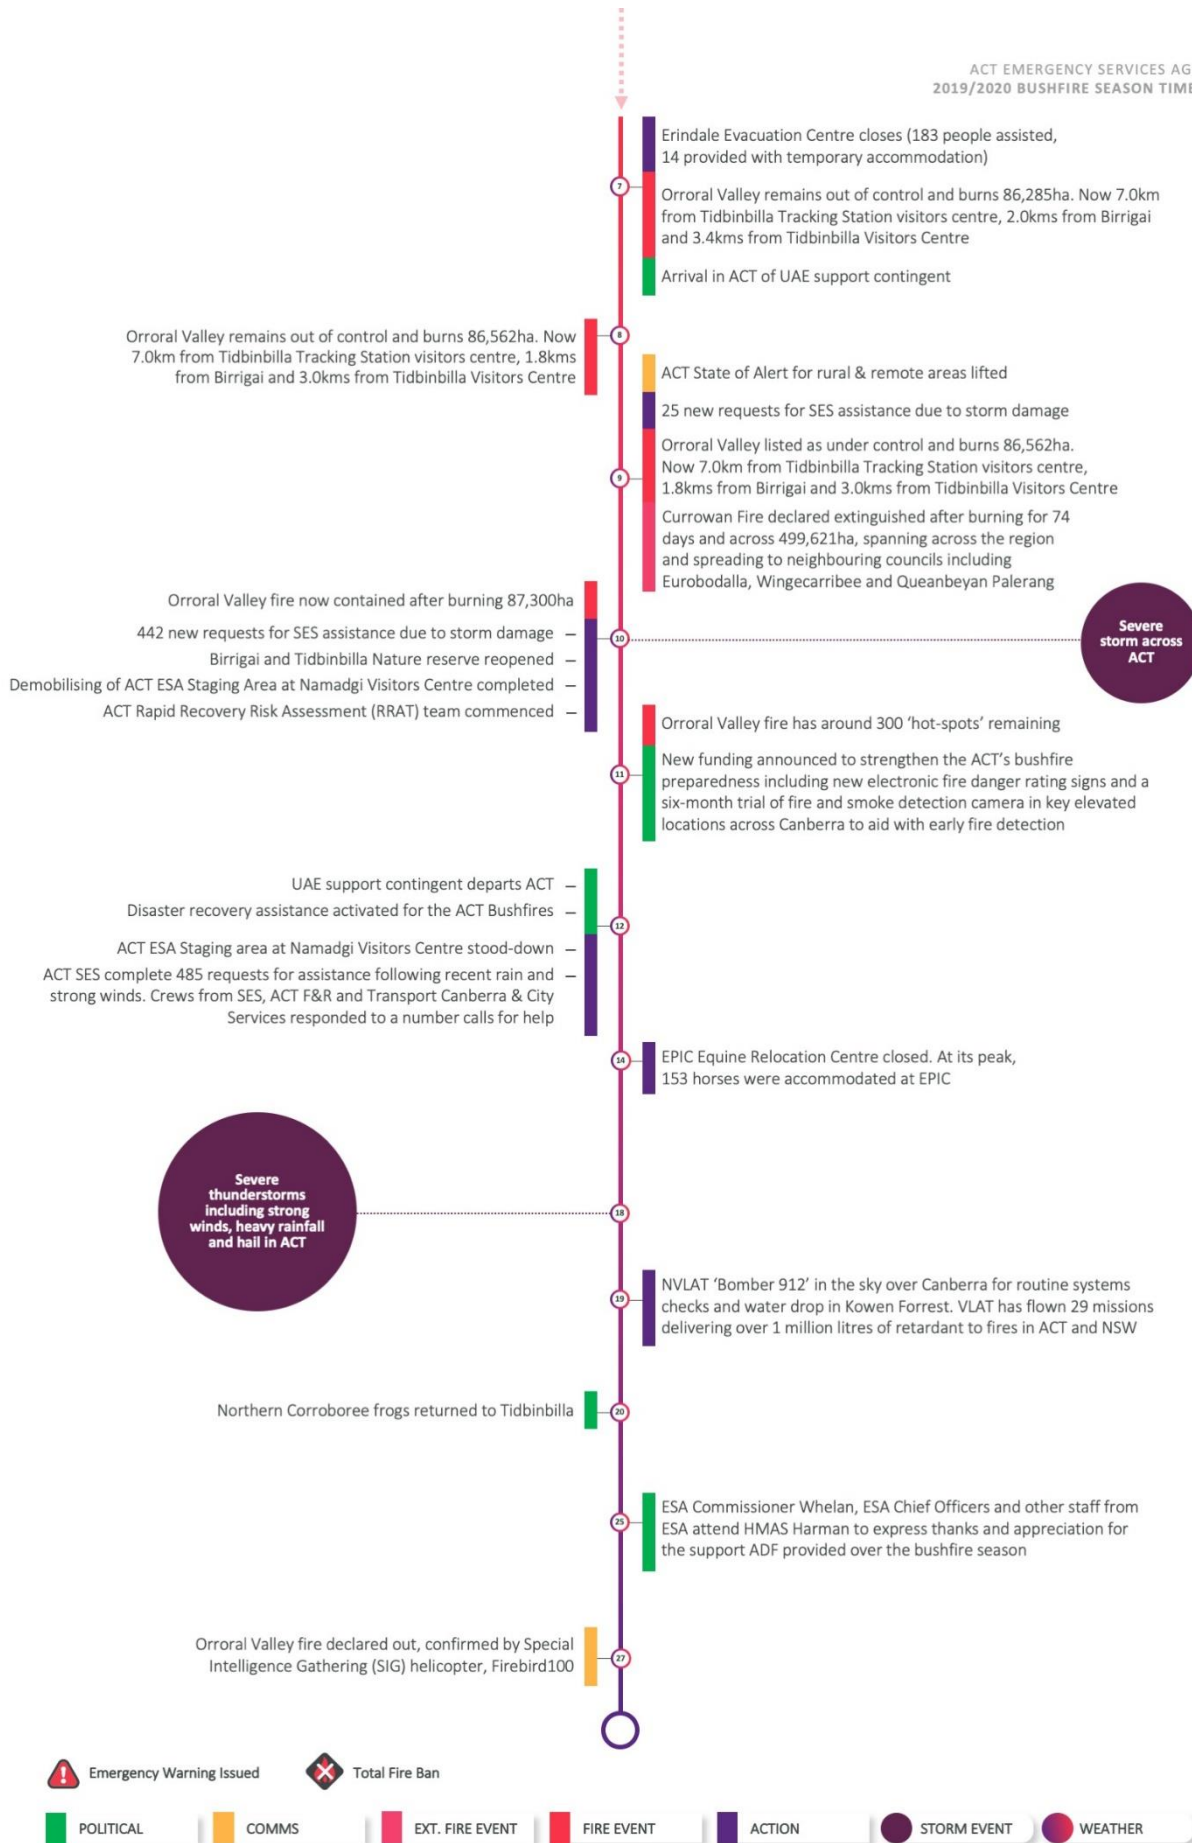 ACT EMERGENCY SERVICES AG
2019/2020 BUSHFIRE SEASON TIME
Erindale Evacuation Centre closes (183 people assisted,
14 provided with temporary accommodation)
7
Orroral Valley remains out of control and burns 86,285ha. Now 7.0km
from Tidbinbilla Tracking Station visitors centre, 2.0kms from Birrigai
and 3.4kms from Tidbinbilla Visitors Centre
Arrival in ACT of UAE support contingent
8
Orroral Valley remains out of control and burns 86,562ha. Now
7.0km from Tidbinbilla Tracking Station visitors centre, 1.8kms
from Birrigai and 3.0kms from Tidbinbilla Visitors Centre
ACT State of Alert for rural & remote areas lifted
25 new requests for SES assistance due to storm damage
9
Orroral Valley listed as under control and burns 86,562ha.
Now 7.0km from Tidbinbilla Tracking Station visitors centre,
1.8kms from Birrigai and 3.0kms from Tidbinbilla Visitors Centre
Currowan Fire declared extinguished after burning for 74
days and across 499,621ha, spanning across the region
and spreading to neighbouring councils including
Eurobodalla, Wingecarribee and Queanbeyan Palerang
Orroral Valley fire now contained after burning 87,300ha
442 new requests for SES assistance due to storm damage –
10
Severe
storm across
ACT
Birrigai and Tidbinbilla Nature reserve reopened –
Demobilising of ACT ESA Staging Area at Namadgi Visitors Centre completed –
ACT Rapid Recovery Risk Assessment (RRAT) team commenced –
Orroral Valley fire has around 300 ‘hot-spots’ remaining
11
New funding announced to strengthen the ACT’s bushfire
preparedness including new electronic fire danger rating signs and a
six-month trial of fire and smoke detection camera in key elevated
locations across Canberra to aid with early fire detection
UAE support contingent departs ACT –
Disaster recovery assistance activated for the ACT Bushfires –
12
ACT ESA Staging area at Namadgi Visitors Centre stood-down –
ACT SES complete 485 requests for assistance following recent rain and –
strong winds. Crews from SES, ACT F&R and Transport Canberra & City
Services responded to a number calls for help
14
EPIC Equine Relocation Centre closed. At its peak,
153 horses were accommodated at EPIC
Severe
thunderstorms
including strong
winds, heavy rainfall
and hail in ACT
18
19
NVLAT ‘Bomber 912’ in the sky over Canberra for routine systems
checks and water drop in Kowen Forrest. VLAT has flown 29 missions
delivering over 1 million litres of retardant to fires in ACT and NSW
Northern Corroboree frogs returned to Tidbinbilla
20
25
ESA Commissioner Whelan, ESA Chief Officers and other staff from
ESA attend HMAS Harman to express thanks and appreciation for
the support ADF provided over the bushfire season
Orroral Valley fire declared out, confirmed by Special
Intelligence Gathering (SIG) helicopter, Firebird100
27
Emergency Warning Issued
Total Fire Ban
POLITICAL
COMMS
EXT. FIRE EVENT
FIRE EVENT
ACTION
STORM EVENT
WEATHER